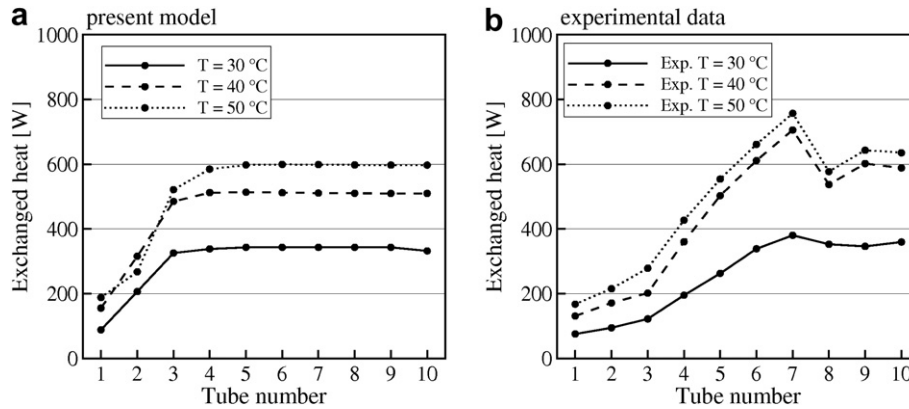 a present model
Exchanged heat [W]
1000
800
600
400
200
0
T = 30 °C
T = 40 °C
T = 50 °C
1 2 3 4 5 6 7 8 9 10
Tube number
b experimental data
Exchanged heat [W]
1000
800
600
400
200
0
Exp. T = 30 °C
Exp. T = 40 °C
Exp. T = 50 °C
1 2 3 4 5 6 7 8 9 10
Tube number